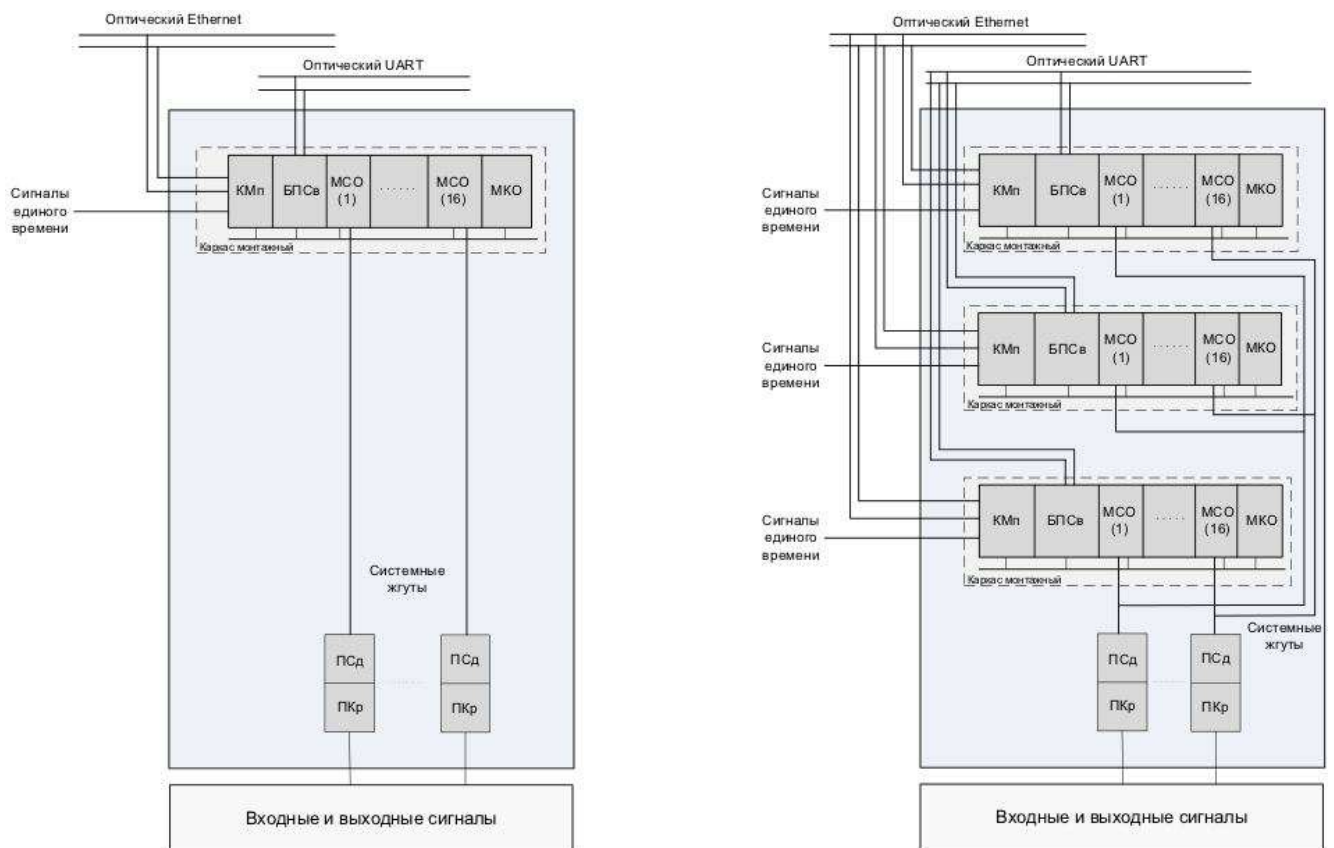 Оптический Ethernet
Оптический UART
Сигналы
единого
времени
КМп
БПСв
МСО
(1)
МСО
(16)
МКО
Каркас монтажный
Системные
жгуты
ПСд
ПКр
ПСд
ПКр
Входные и выходные сигналы
Оптический Ethernet
Оптический UART
Сигналы
единого
времени
КМп
БПСв
МСО
(1)
МСО
(16)
МКО
Каркас монтажный
Сигналы
единого
времени
КМп
БПСв
МСО
(1)
МСО
(16)
МКО
Каркас монтажный
Сигналы
единого
времени
КМп
БПСв
МСО
(1)
МСО
(16)
МКО
Каркас монтажный
Системные
жгуты
ПСд
ПКр
ПСд
ПКр
Входные и выходные сигналы